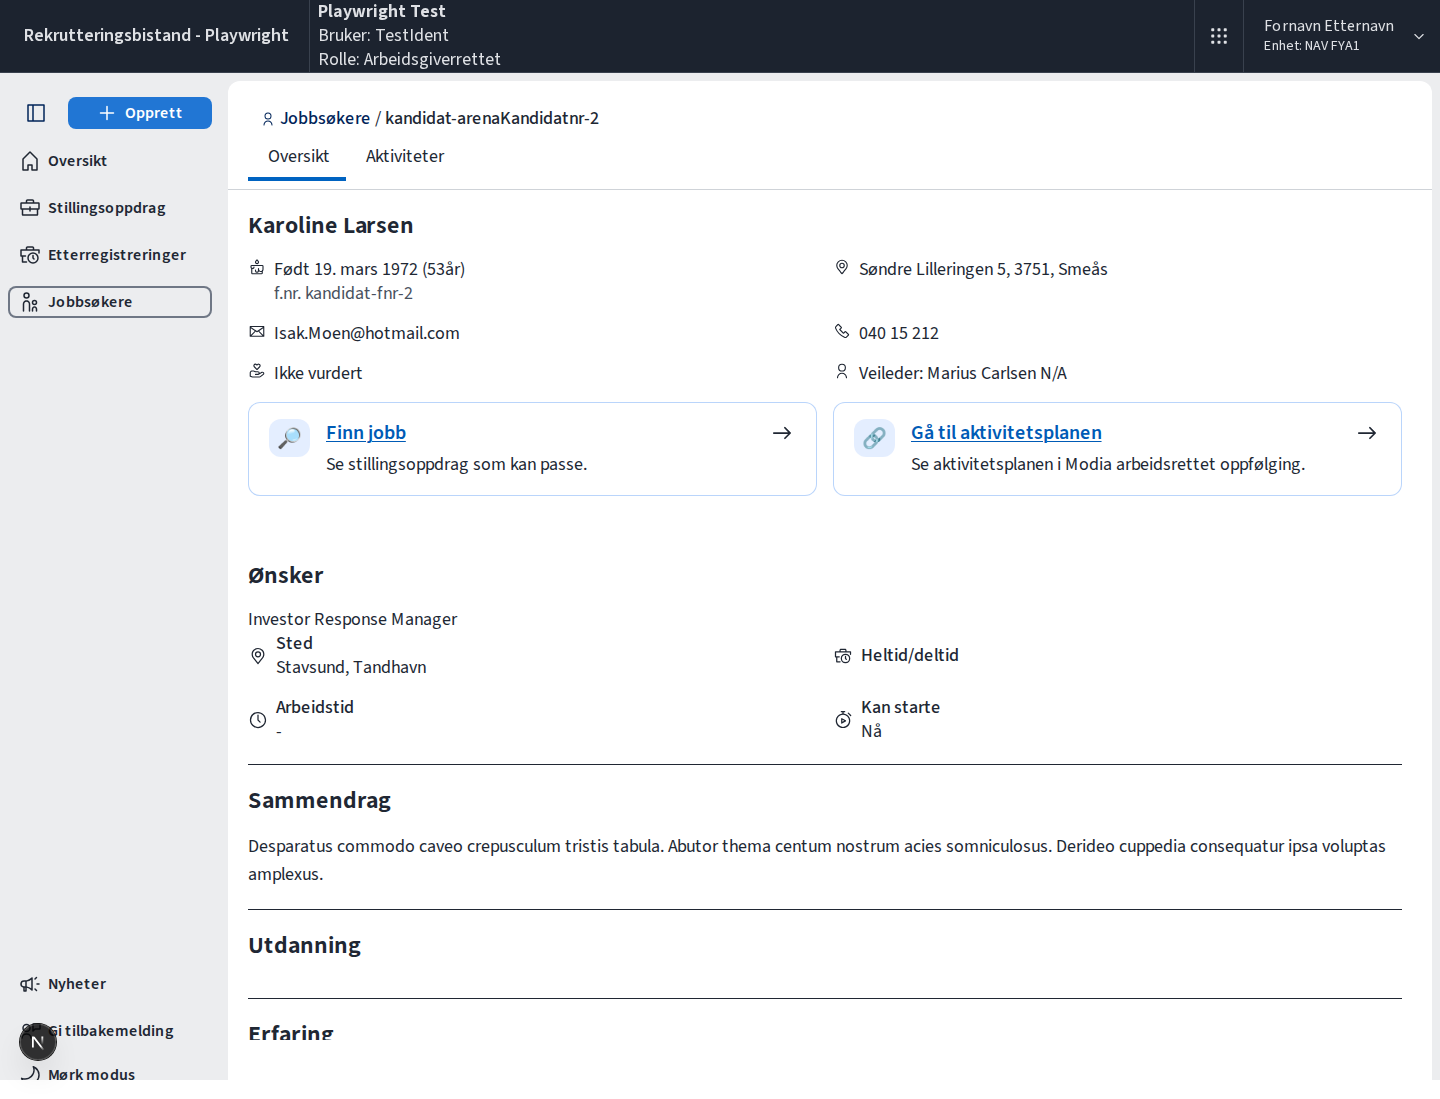 Rekrutteringsbistand - Playwright
Playwright Test
Bruker: TestIdent
Rolle: Arbeidsgiverrettet
Fornavn Etternavn
Enhet: NAV FYA1
Opprett
Oversikt
Stillingsoppdrag
Etterregistreringer
Jobbsøkere
Nyheter
Gi tilbakemelding
N
Mørk modus
Jobbsøkere / kandidat-arenaKandidatnr-2
Oversikt
Aktiviteter
Karoline Larsen
Født 19. mars 1972 (53år)
f.nr. kandidat-fnr-2
Søndre Lilleringen 5, 3751, Smeås
Isak.Moen@hotmail.com
040 15 212
Ikke vurdert
Veileder: Marius Carlsen N/A
Finn jobb
Se stillingsoppdrag som kan passe.
Gå til aktivitetsplanen
Se aktivitetsplanen i Modia arbeidsrettet oppfølging.
Ønsker
Investor Response Manager
Sted
Stavsund, Tandhavn
Heltid/deltid
Arbeidstid
-
Kan starte
Nå
Sammendrag
Desparatus commodo caveo crepusculum tristis tabula. Abutor thema centum nostrum acies somniculosus. Derideo cuppedia consequatur ipsa voluptas
amplexus.
Utdanning
Erfaring